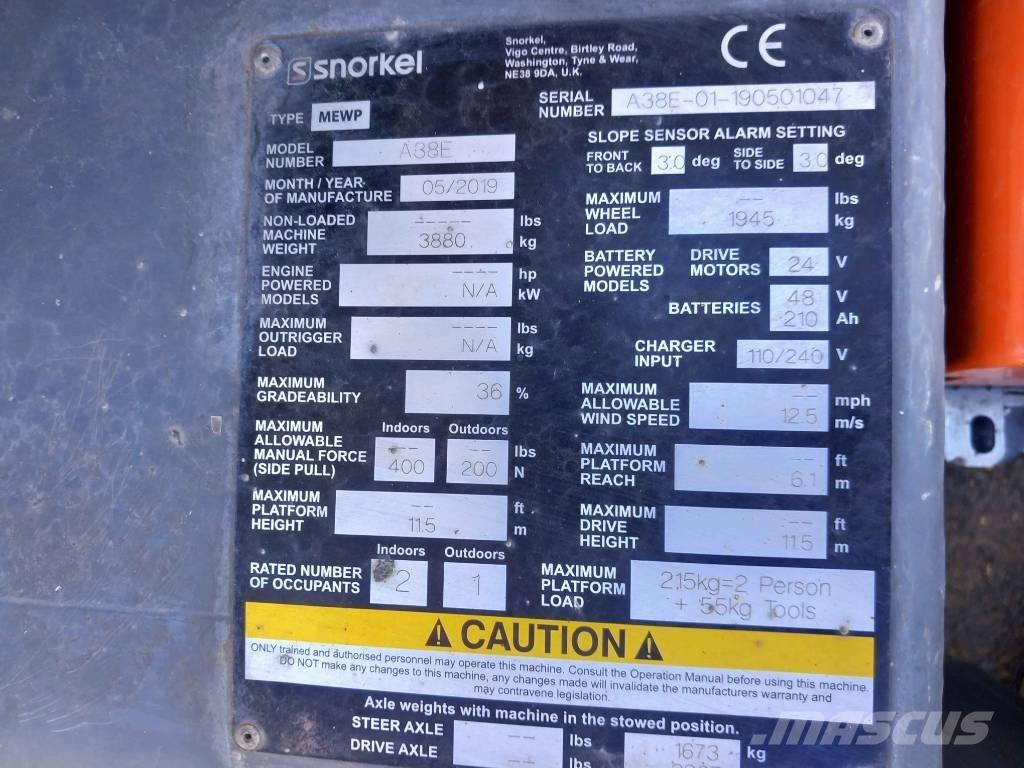 snorkel
Snorkel,
Vigo Centre, Birtley Road,
Washington, Tyne & Wear,
NE38 9DA, U.K.
CE
TYPE MEWP
SERIAL NUMBER A38E-01-190501047
MODEL NUMBER A38E
MONTH / YEAR OF MANUFACTURE 05/2019
NON-LOADED MACHINE WEIGHT ----- lbs
3880 kg
ENGINE POWERED MODELS ---- hp
N/A kW
MAXIMUM OUTRIGGER LOAD ---- lbs
N/A kg
MAXIMUM GRADEABILITY 36 %
Indoors Outdoors
MAXIMUM ALLOWABLE MANUAL FORCE (SIDE PULL) -- -- lbs
400 200 N
MAXIMUM PLATFORM HEIGHT -- ft
11.5 m
Indoors Outdoors
RATED NUMBER OF OCCUPANTS 2 1
SLOPE SENSOR ALARM SETTING
FRONT TO BACK 3.0 deg SIDE TO SIDE 3.0 deg
MAXIMUM WHEEL LOAD -- lbs
1945 kg
BATTERY POWERED MODELS DRIVE MOTORS 24 V
BATTERIES 48 V
210 Ah
CHARGER INPUT 110/240 V
MAXIMUM ALLOWABLE WIND SPEED -- mph
12.5 m/s
MAXIMUM PLATFORM REACH -- ft
6.1 m
MAXIMUM DRIVE HEIGHT -- ft
11.5 m
MAXIMUM PLATFORM LOAD 215kg=2 Person
+ 55kg Tools
CAUTION
ONLY trained and authorised personnel may operate this machine. Consult the Operation Manual before using this machine.
DO NOT make any changes to this machine, any changes made will invalidate the manufacturers warranty and
may contravene legislation.
Axle weights with machine in the stowed position.
STEER AXLE -- lbs 1673 kg
DRIVE AXLE -- lbs
MASCUS